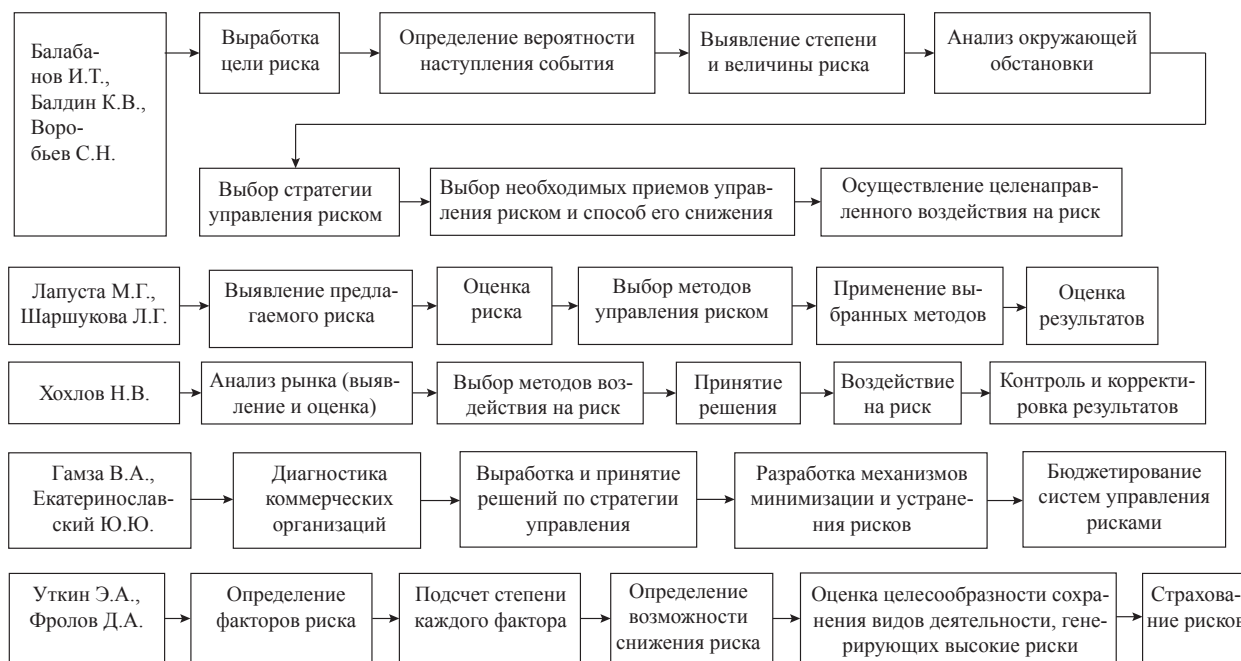 Балаба-
нов И.Т.,
Балдин К.В.,
Воро-
бьев С.Н.
Выработка
цели риска
Определение вероятности
наступления события
Выявление степени
и величины риска
Анализ окружающей
обстановки
Выбор стратегии
управления риском
Выбор необходимых приемов управ-
ления риском и способ его снижения
Осуществление целенаправ-
ленного воздействия на риск
Лапуста М.Г.,
Шаршукова Л.Г.
Выявление предла-
гаемого риска
Оценка
риска
Выбор методов
управления риском
Применение вы-
бранных методов
Оценка
результатов
Хохлов Н.В.
Анализ рынка (выяв-
ление и оценка)
Выбор методов воз-
действия на риск
Принятие
решения
Воздействие
на риск
Контроль и корректи-
ровка результатов
Гамза В.А.,
Екатеринослав-
ский Ю.Ю.
Диагностика
коммерческих
организаций
Выработка и принятие
решений по стратегии
управления
Разработка механизмов
минимизации и устране-
ния рисков
Бюджетирование
систем управления
рисками
Уткин Э.А.,
Фролов Д.А.
Определение
факторов риска
Подсчет степени
каждого фактора
Определение
возможности
снижения риска
Оценка целесообразности сохра-
нения видов деятельности, гене-
рирующих высокие риски
Страхова-
ние рисков